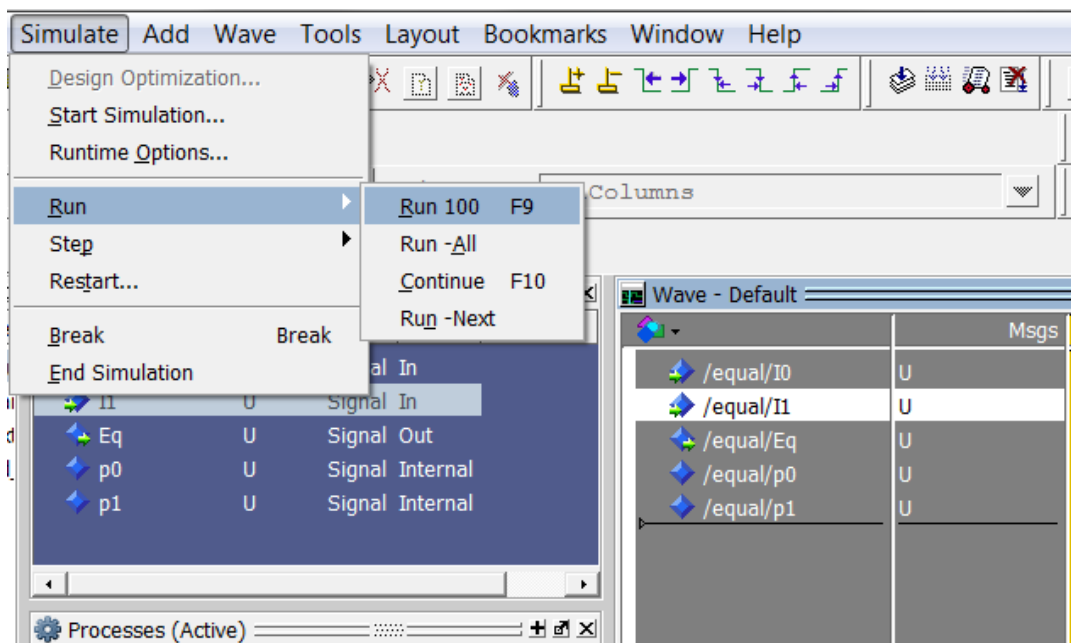 Simulate Add Wave Tools Layout Bookmarks Window Help
Design Optimization...
Start Simulation...
Runtime Options...
Columns
Run
Run 100 F9
Step
Run -All
Restart...
Continue F10
Run -Next
Break Break
End Simulation
In
I1 U Signal In
Eq U Signal Out
p0 U Signal Internal
p1 U Signal Internal
Processes (Active)
Wave - Default
Msgs
/equal/I0 U
/equal/I1 U
/equal/Eq U
/equal/p0 U
/equal/p1 U